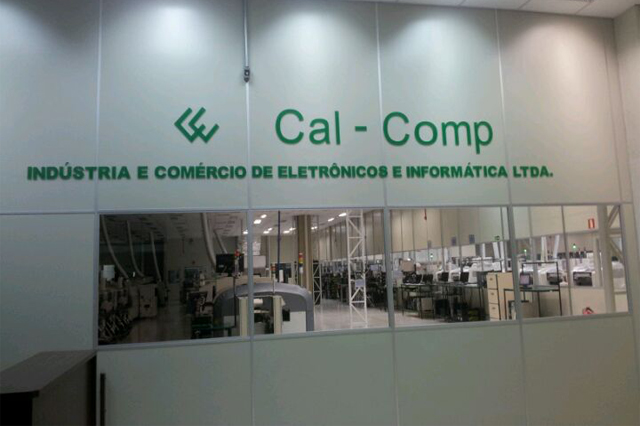 Cal - Comp
INDÚSTRIA E COMÉRCIO DE ELETRÔNICOS E INFORMÁTICA LTDA.